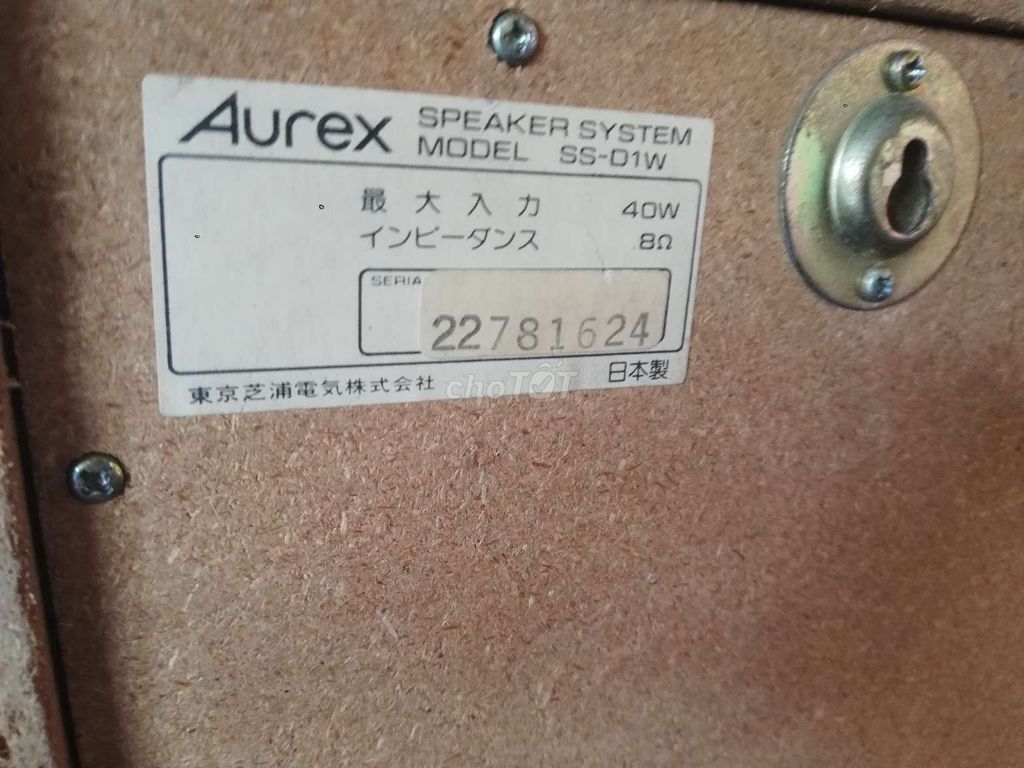 Aurex SPEAKER SYSTEM
MODEL SS-D1W
最大入力 40W
インピーダンス 8Ω
SERIA
22781624
東京芝浦電気株式会社 日本製
choTỐT